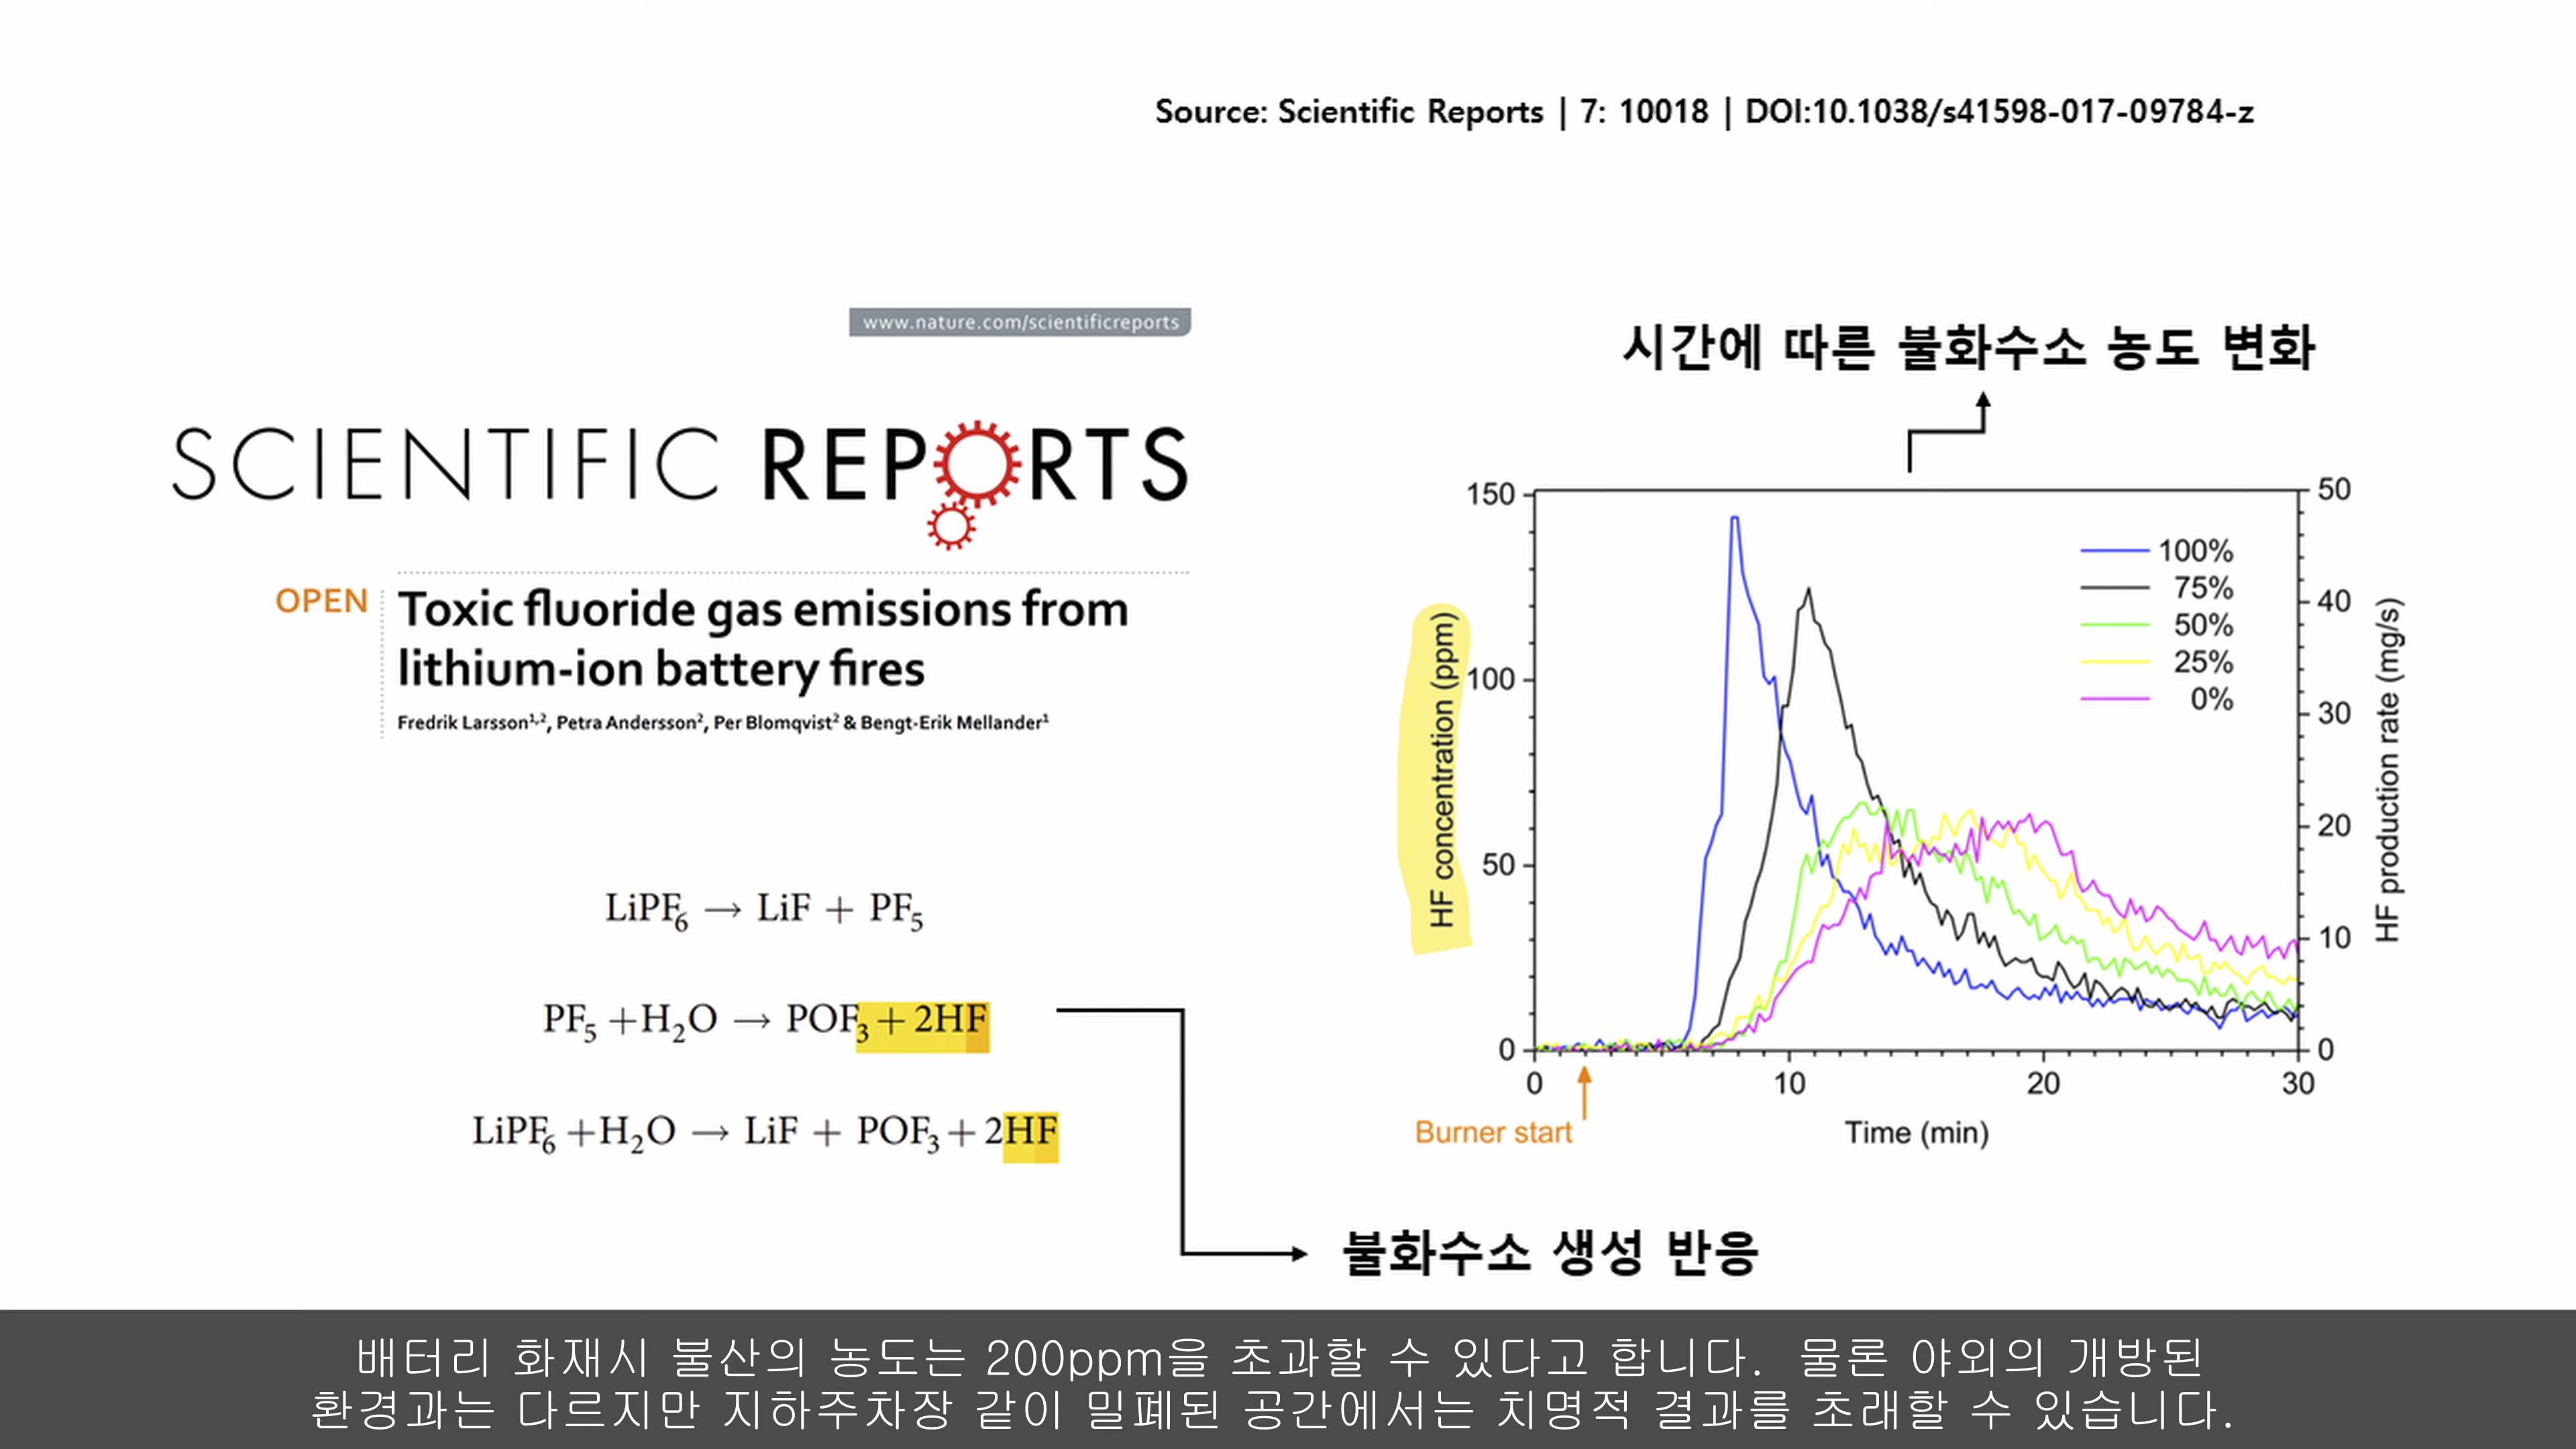 Source: Scientific Reports | 7: 10018 | DOI:10.1038/s41598-017-09784-z
www.nature.com/scientificreports
SCIENTIFIC REPORTS
OPEN
Toxic fluoride gas emissions from
lithium-ion battery fires
Fredrik Larsson¹,², Petra Andersson², Per Blomqvist² & Bengt-Erik Mellander¹
LiPF₆ → LiF + PF₅
PF₅ +H₂O → POF₃ + 2HF
LiPF₆ +H₂O → LiF + POF₃ + 2HF
불화수소 생성 반응
시간에 따른 불화수소 농도 변화
150
100
50
0
HF concentration (ppm)
100%
75%
50%
25%
0%
50
40
30
20
10
0
HF production rate (mg/s)
0 10 20 30
Burner start
Time (min)
배터리 화재시 불산의 농도는 200ppm을 초과할 수 있다고 합니다. 물론 야외의 개방된
환경과는 다르지만 지하주차장 같이 밀폐된 공간에서는 치명적 결과를 초래할 수 있습니다.